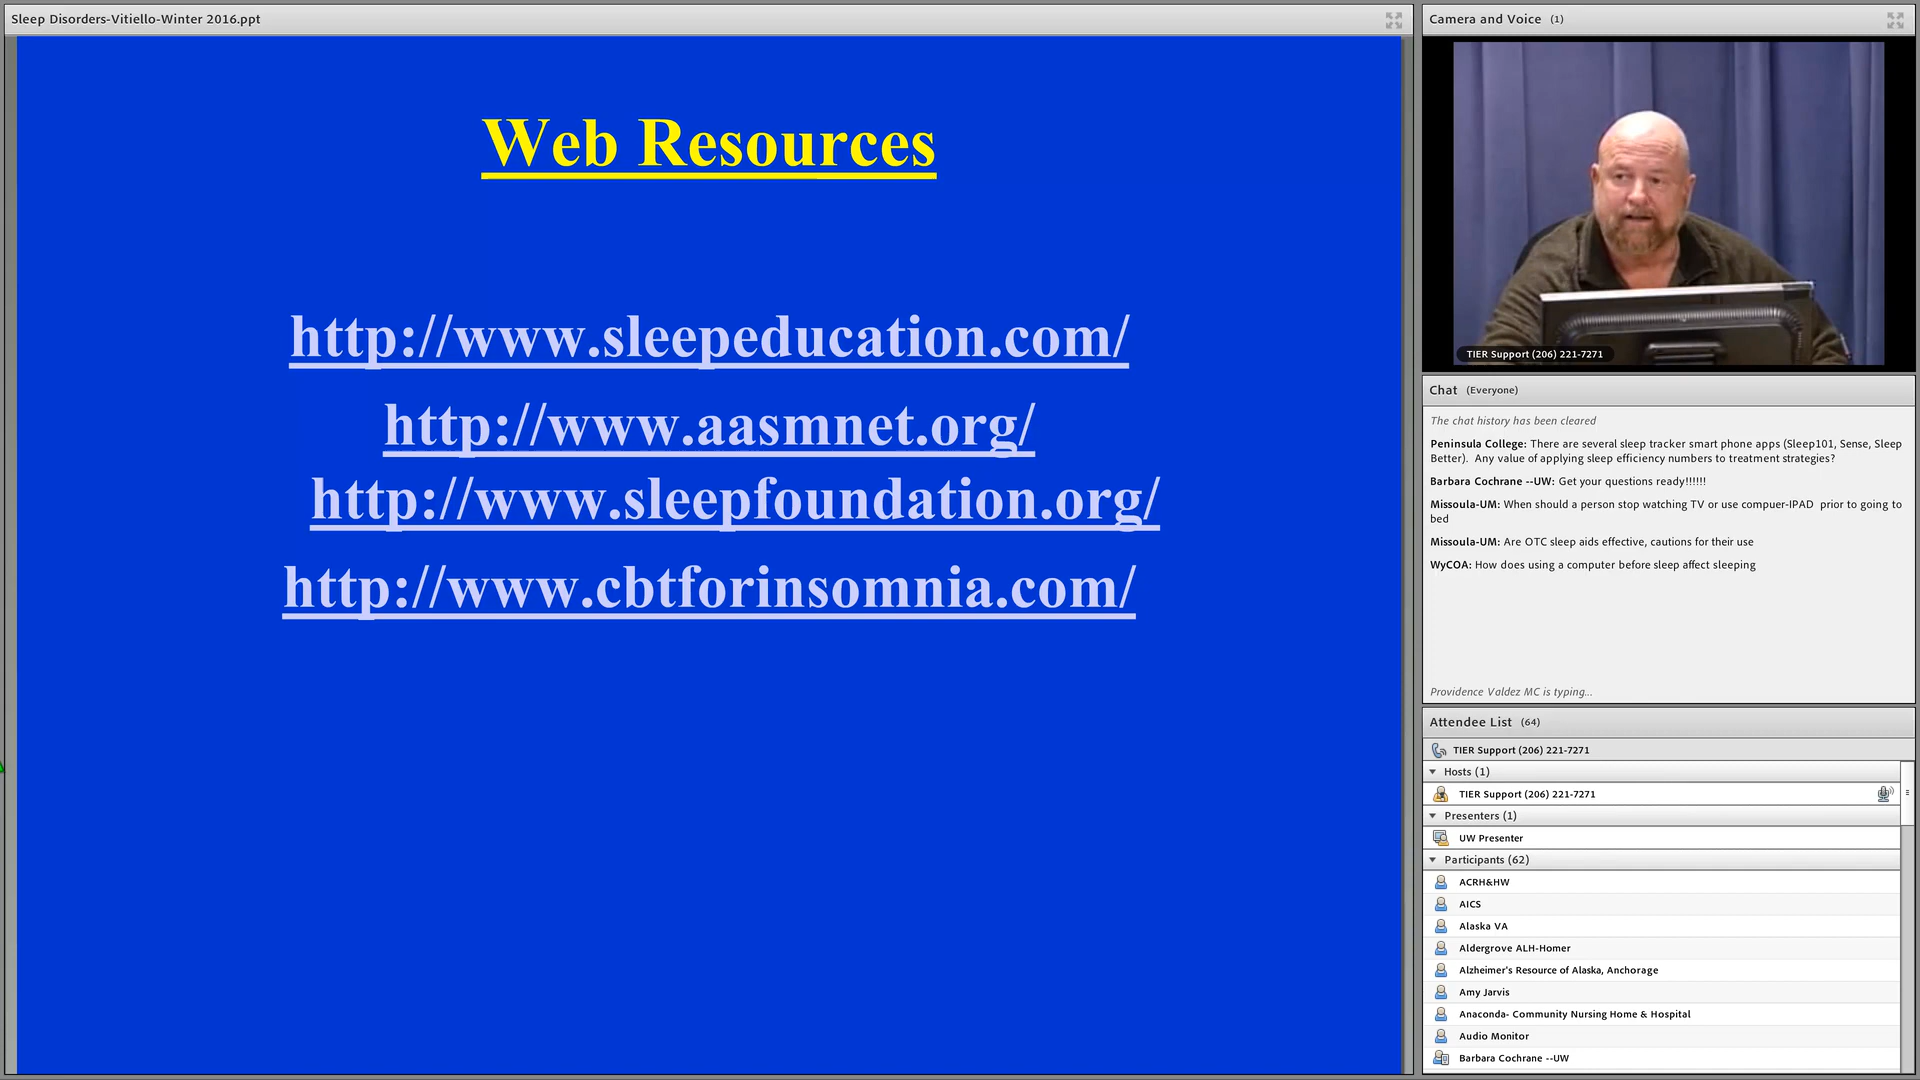 Sleep Disorders-Vitiello-Winter 2016.ppt
Web Resources
http://www.sleepeducation.com/
http://www.aasmnet.org/
http://www.sleepfoundation.org/
http://www.cbtforinsomnia.com/
Camera and Voice (1)
TIER Support (206) 221-7271
Chat (Everyone)
The chat history has been cleared
Peninsula College: There are several sleep tracker smart phone apps (Sleep101, Sense, Sleep
Better). Any value of applying sleep efficiency numbers to treatment strategies?
Barbara Cochrane --UW: Get your questions ready!!!!!!
Missoula-UM: When should a person stop watching TV or use compuer-IPAD prior to going to
bed
Missoula-UM: Are OTC sleep aids effective, cautions for their use
WyCOA: How does using a computer before sleep affect sleeping
Providence Valdez MC is typing...
Attendee List (64)
TIER Support (206) 221-7271
Hosts (1)
TIER Support (206) 221-7271
Presenters (1)
UW Presenter
Participants (62)
ACRH&HW
AICS
Alaska VA
Aldergrove ALH-Homer
Alzheimer's Resource of Alaska, Anchorage
Amy Jarvis
Anaconda- Community Nursing Home & Hospital
Audio Monitor
Barbara Cochrane --UW